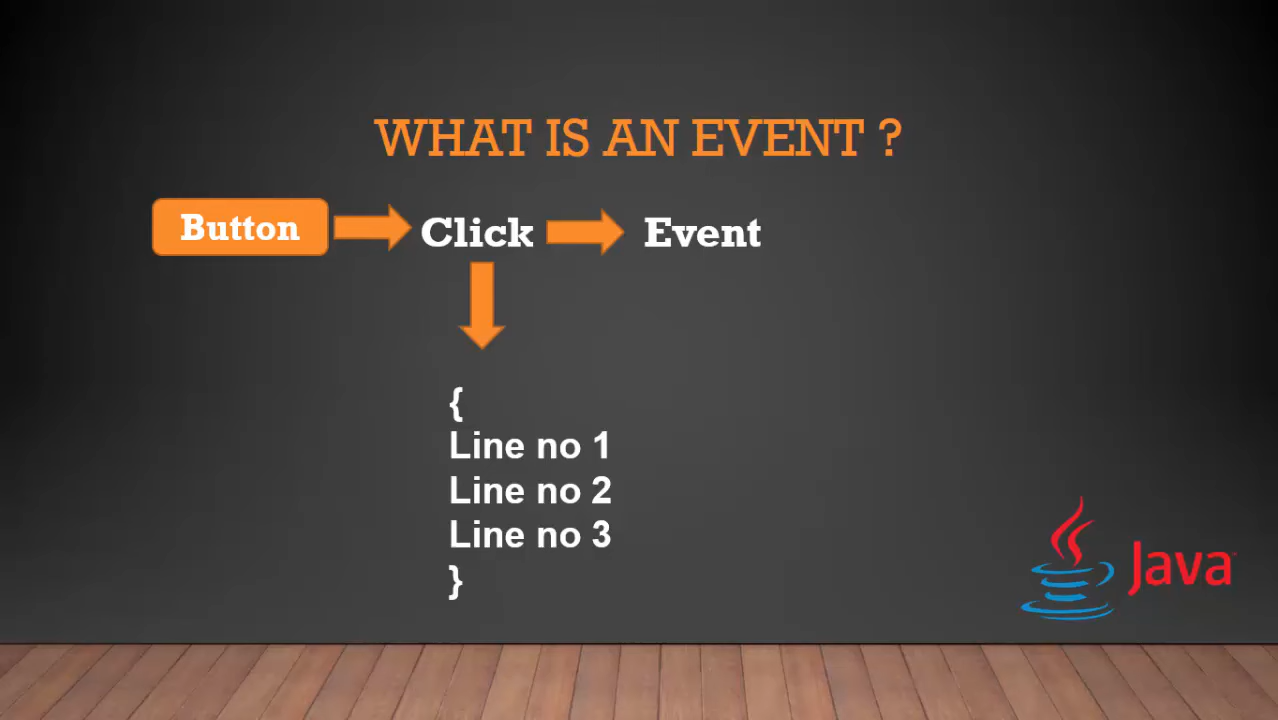 WHAT IS AN EVENT ?
Button Click Event
{
Line no 1
Line no 2
Line no 3
}
Java